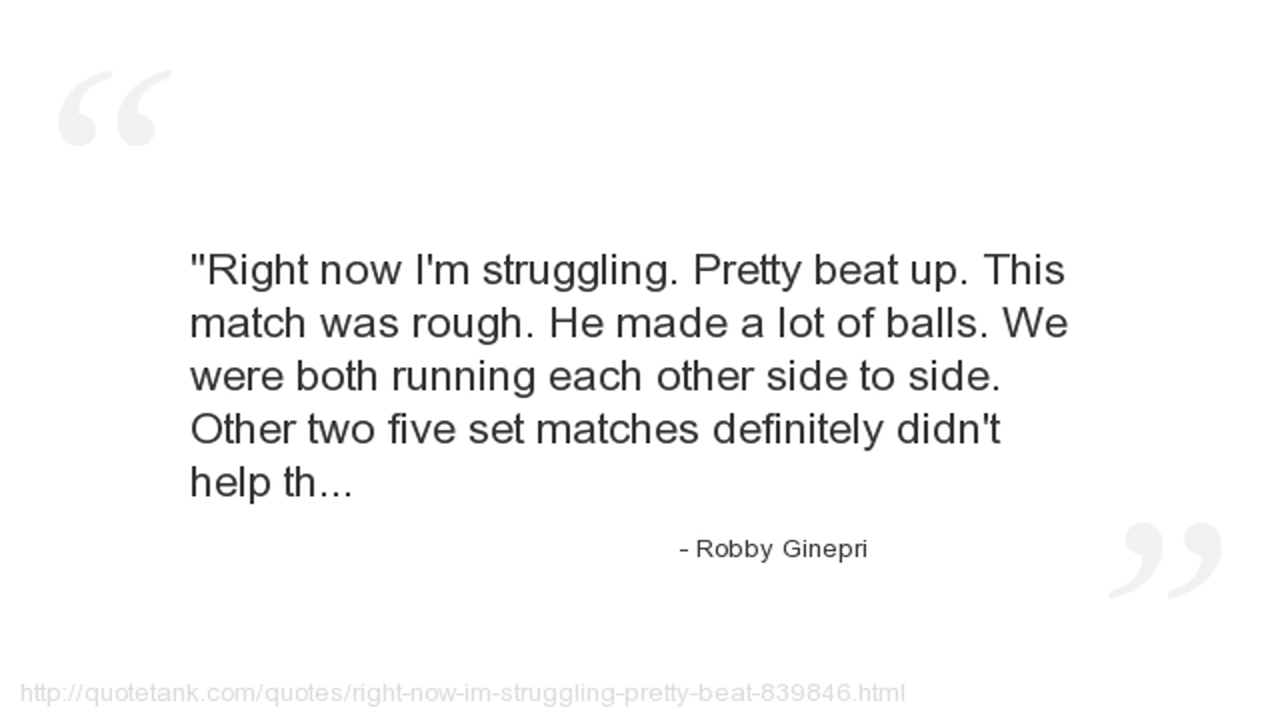 “
"Right now I'm struggling. Pretty beat up. This
match was rough. He made a lot of balls. We
were both running each other side to side.
Other two five set matches definitely didn't
help th...
- Robby Ginepri
”
http://quotetank.com/quotes/right-now-im-struggling-pretty-beat-839846.html